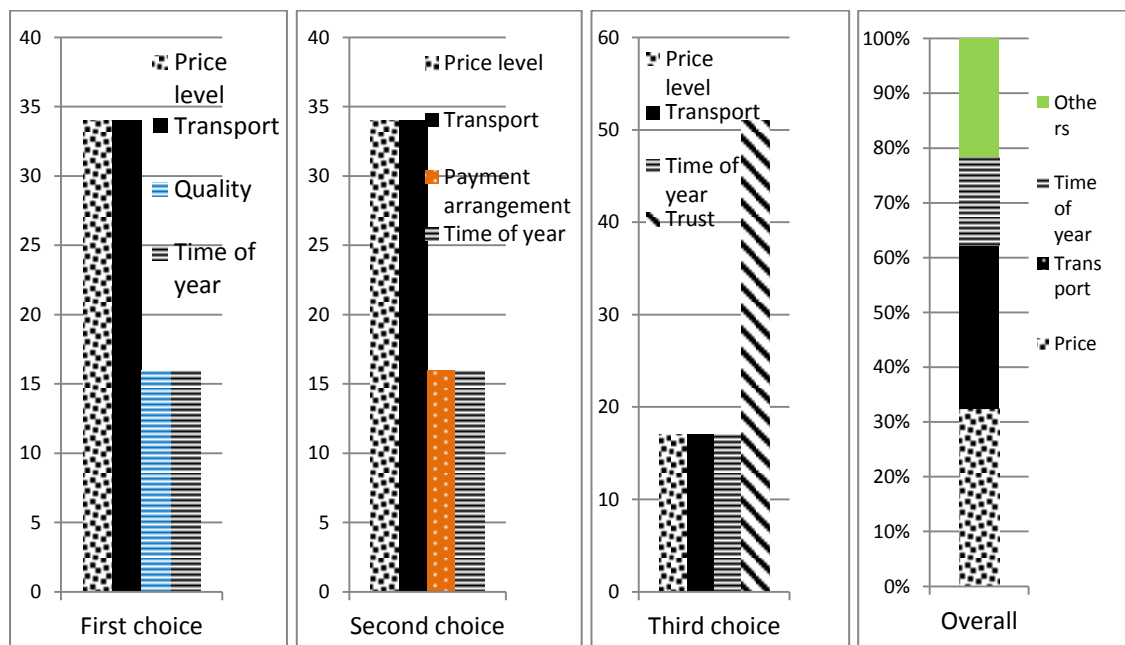 40
35
30
25
20
15
10
5
0
Price
level
Transport
Quality
Time of
year
First choice
40
35
30
25
20
15
10
5
0
Price level
Transport
Payment
arrangement
Time of year
Second choice
60
50
40
30
20
10
0
Price
level
Transport
Time of
year
Trust
Third choice
100%
90%
80%
70%
60%
50%
40%
30%
20%
10%
0%
Othe
rs
Time
of
year
Trans
port
Price
Overall